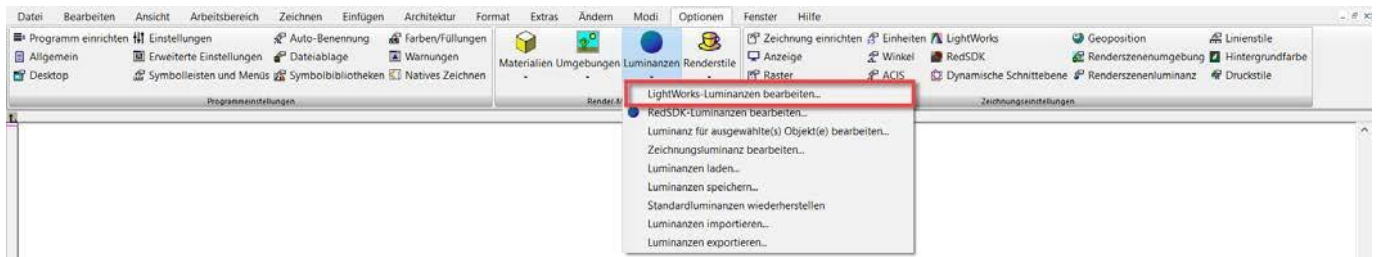 Datei Bearbeiten Ansicht Arbeitsbereich Zeichnen Einfügen Architektur Format Extras Ändern Modi Optionen Fenster Hilfe
Programm einrichten Einstellungen Auto-Benennung Farben/Füllungen
Allgemein Erweiterte Einstellungen Dateiablage Warnungen
Desktop Symbolleisten und Menüs Symbolbibliotheken Natives Zeichnen
Programmeinstellungen
Materialien Umgebungen Luminanzen Renderstile
Render-M
Zeichnung einrichten Einheiten LightWorks Geoposition Linienstile
Anzeige Winkel RedSDK Renderszenenumgebung Hintergrundfarbe
Raster ACIS Dynamische Schnittebene Renderszenenluminanz Druckstile
Zeichnungseinstellungen
LightWorks-Luminanzen bearbeiten...
RedSDK-Luminanzen bearbeiten...
Luminanz für ausgewählte(s) Objekt(e) bearbeiten...
Zeichnungsluminanz bearbeiten...
Luminanzen laden...
Luminanzen speichern...
Standardluminanzen wiederherstellen
Luminanzen importieren...
Luminanzen exportieren...